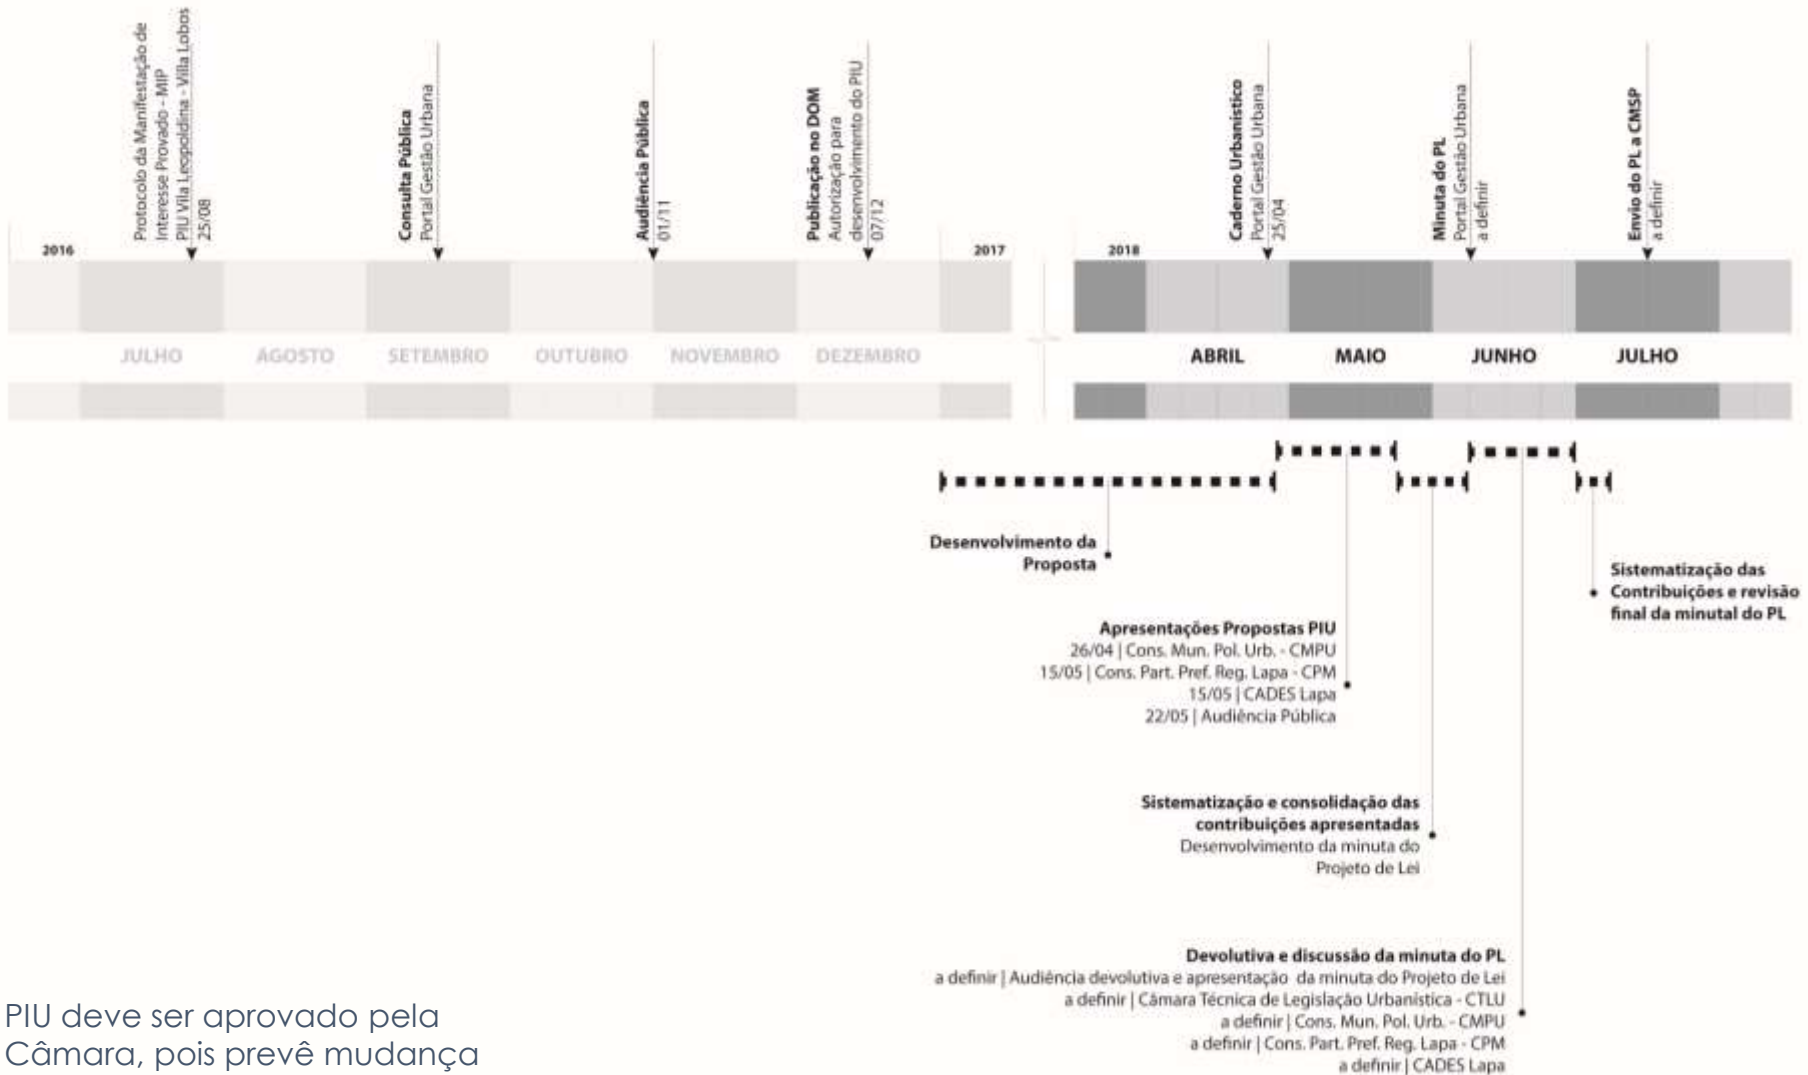 Protocolo da Manifestação de
Interesse Provado - MIP
PIU Vila Leopoldina - Villa Lobos
25/08
Consulta Pública
Portal Gestão Urbana
Audiência Pública
01/11
Publicação no DOM
Autorização para
desenvolvimento do PIU
07/12
Caderno Urbanístico
Portal Gestão Urbana
25/04
Minuta do PL
Portal Gestão Urbana
a definir
Envio do PL a CMSP
a definir
2016
2017
2018
JULHO
AGOSTO
SETEMBRO
OUTUBRO
NOVEMBRO
DEZEMBRO
ABRIL
MAIO
JUNHO
JULHO
Desenvolvimento da
Proposta
Sistematização das
Contribuições e revisão
final da minutal do PL
Apresentações Propostas PIU
26/04 | Cons. Mun. Pol. Urb. - CMPU
15/05 | Cons. Part. Pref. Reg. Lapa - CPM
15/05 | CADES Lapa
22/05 | Audiência Pública
Sistematização e consolidação das
contribuições apresentadas
Desenvolvimento da minuta do
Projeto de Lei
Devolutiva e discussão da minuta do PL
a definir | Audiência devolutiva e apresentação da minuta do Projeto de Lei
a definir | Câmara Técnica de Legislação Urbanística - CTLU
a definir | Cons. Mun. Pol. Urb. - CMPU
a definir | Cons. Part. Pref. Reg. Lapa - CPM
a definir | CADES Lapa
PIU deve ser aprovado pela
Câmara, pois prevê mudança